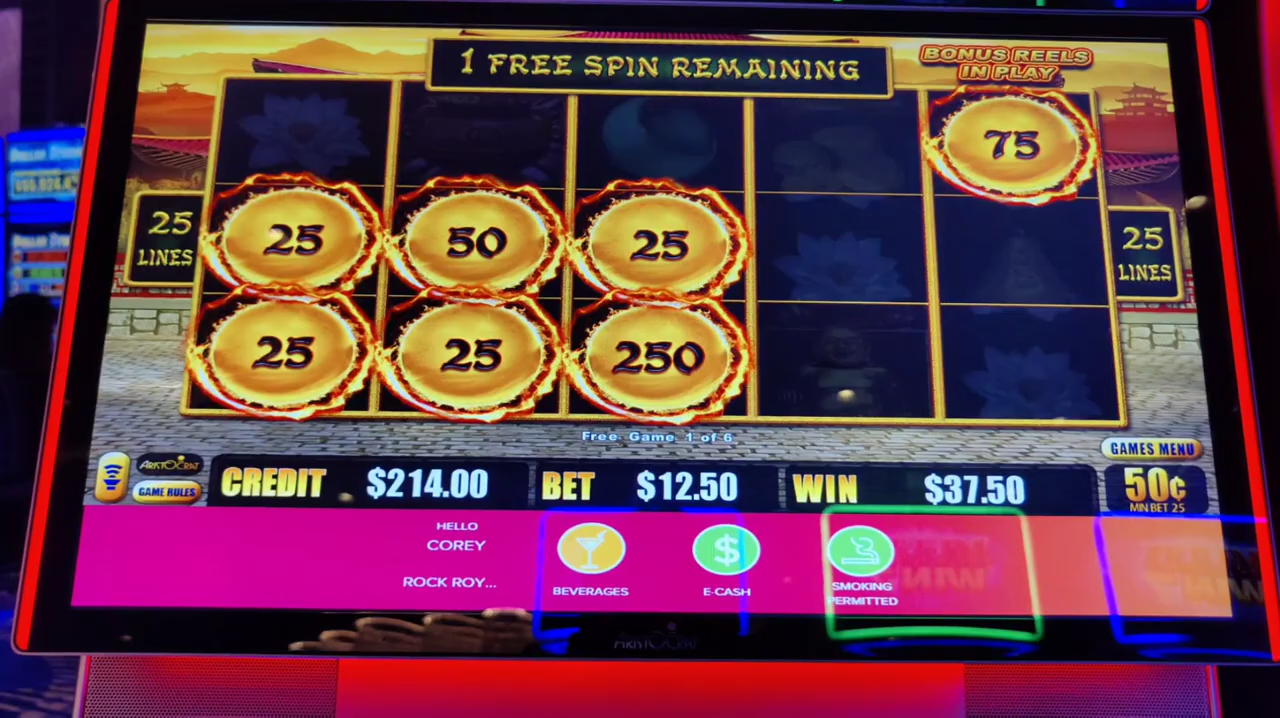 1 FREE SPIN REMAINING
BONUS REELS
IN PLAY
75
25
LINES
25
50
25
25
LINES
25
25
250
Free Game 1 of 6
GAMES MENU
ARISTOCRAT
GAME RULES
CREDIT $214.00
BET $12.50
WIN $37.50
50¢
MIN BET 25
HELLO
COREY
ROCK ROY...
BEVERAGES
E-CASH
SMOKING
PERMITTED
ARISTOCRAT